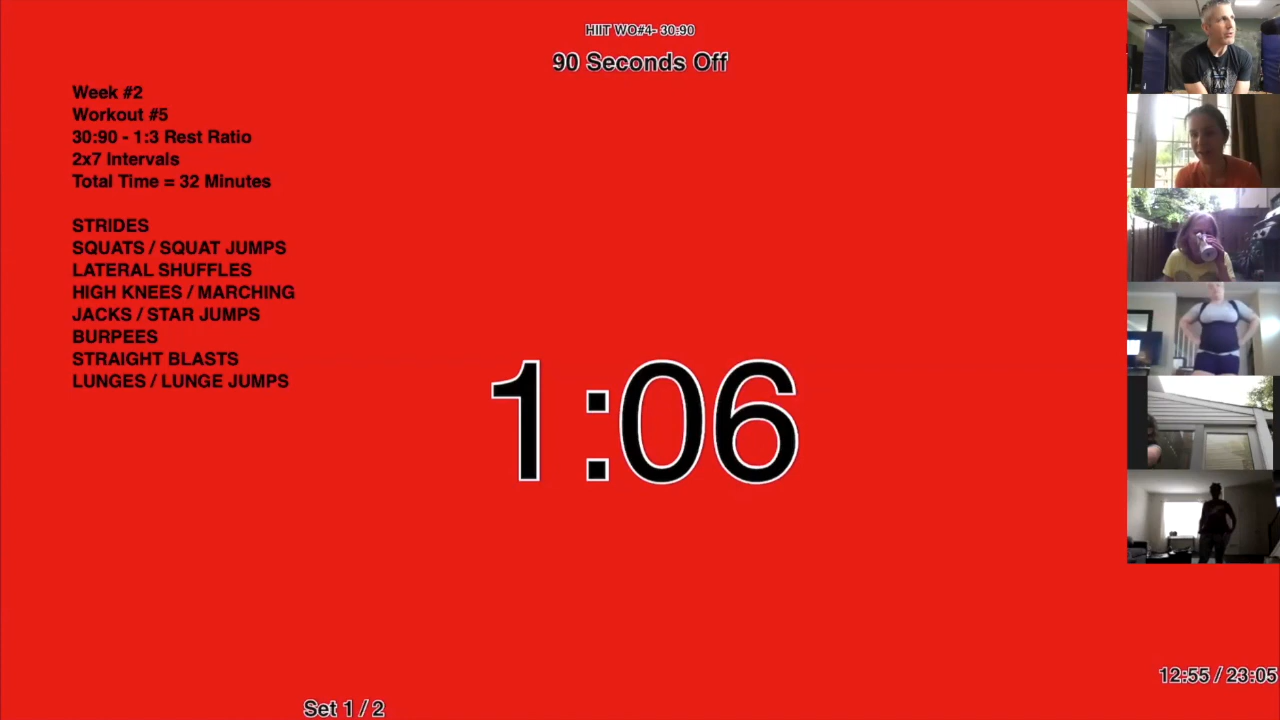 HIIT WO#4- 30:90
90 Seconds Off
Week #2
Workout #5
30:90 - 1:3 Rest Ratio
2x7 Intervals
Total Time = 32 Minutes
STRIDES
SQUATS / SQUAT JUMPS
LATERAL SHUFFLES
HIGH KNEES / MARCHING
JACKS / STAR JUMPS
BURPEES
STRAIGHT BLASTS
LUNGES / LUNGE JUMPS
1:06
12:55 / 23:05
Set 1 / 2